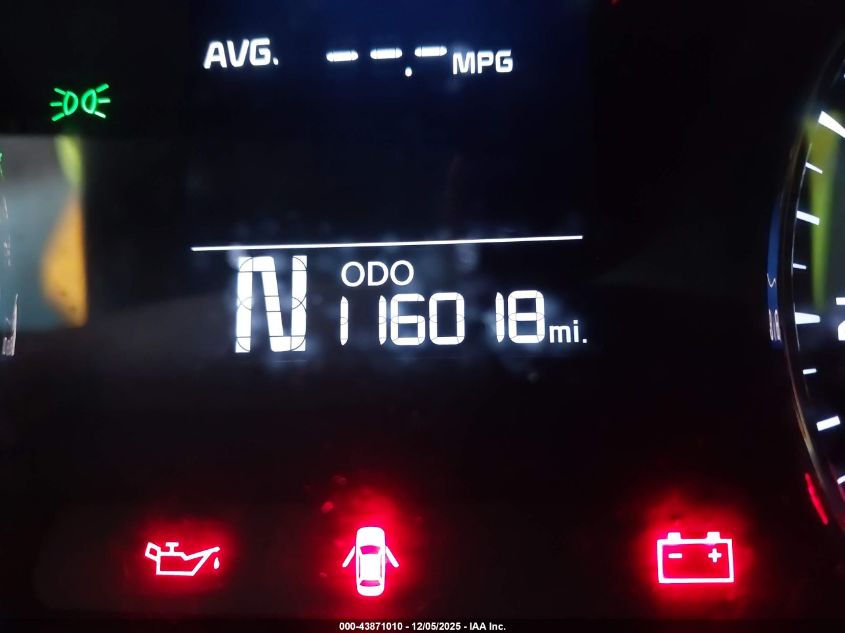 AVG. --.- MPG
ODO
N 116018 mi.
000-43871010 - 12/05/2025 - IAA Inc.